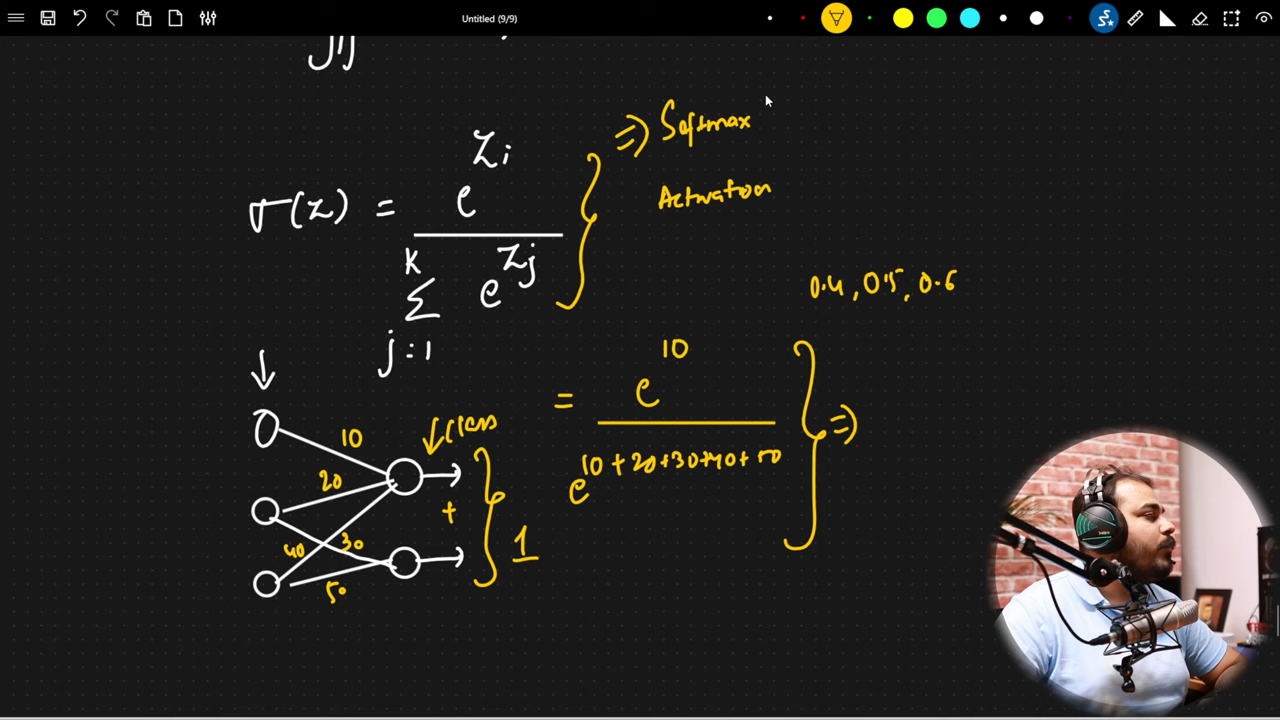 Untitled (9/9)
σ(z) = e^{Zi} / Σ_{j=1}^{K} e^{Zj}
=> Softmax
Activation
0.4, 0.5, 0.6
= e^{10} / e^{10+20+30+40+50} =>
10
20
40
30
50
class
+
1